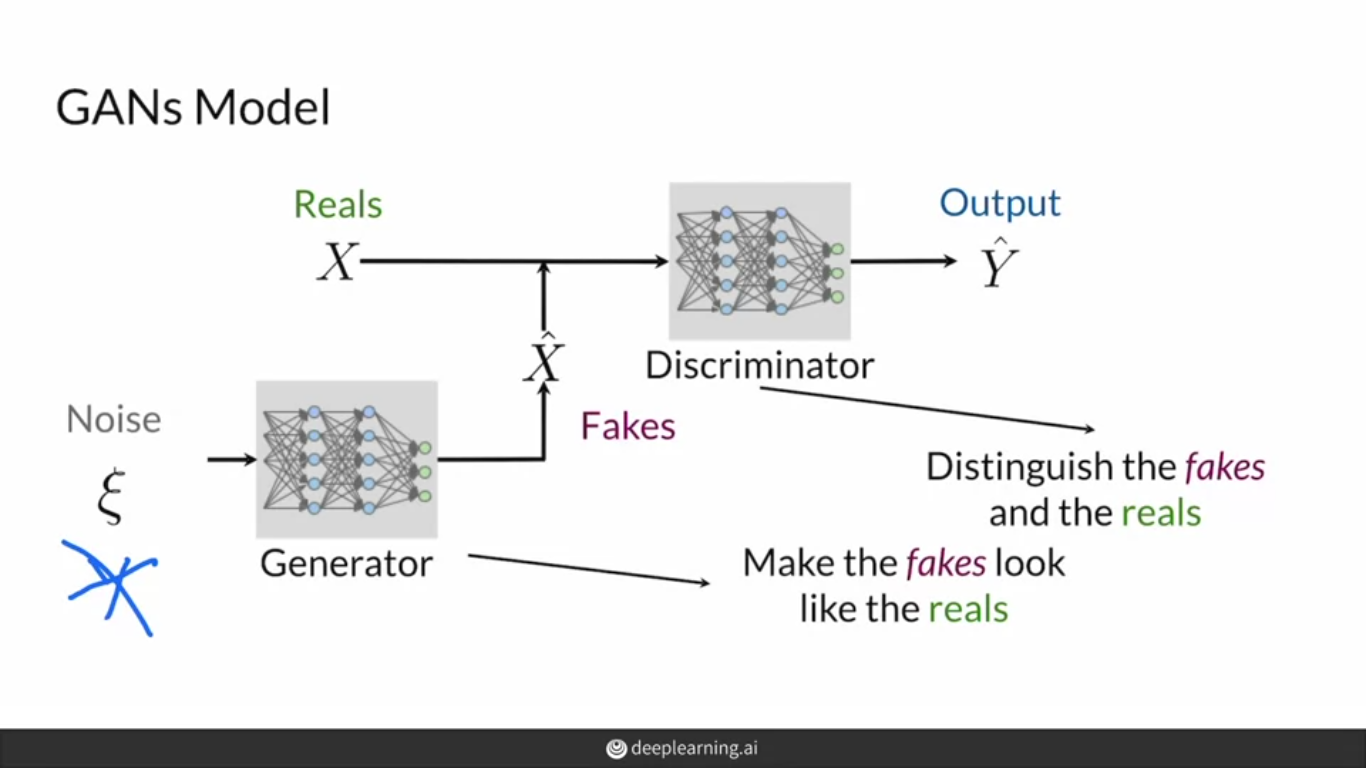 GANs Model
Reals
Output
X
Ŷ
X̂
Discriminator
Noise
Fakes
ξ
Distinguish the fakes
and the reals
Generator
Make the fakes look
like the reals
deeplearning.ai